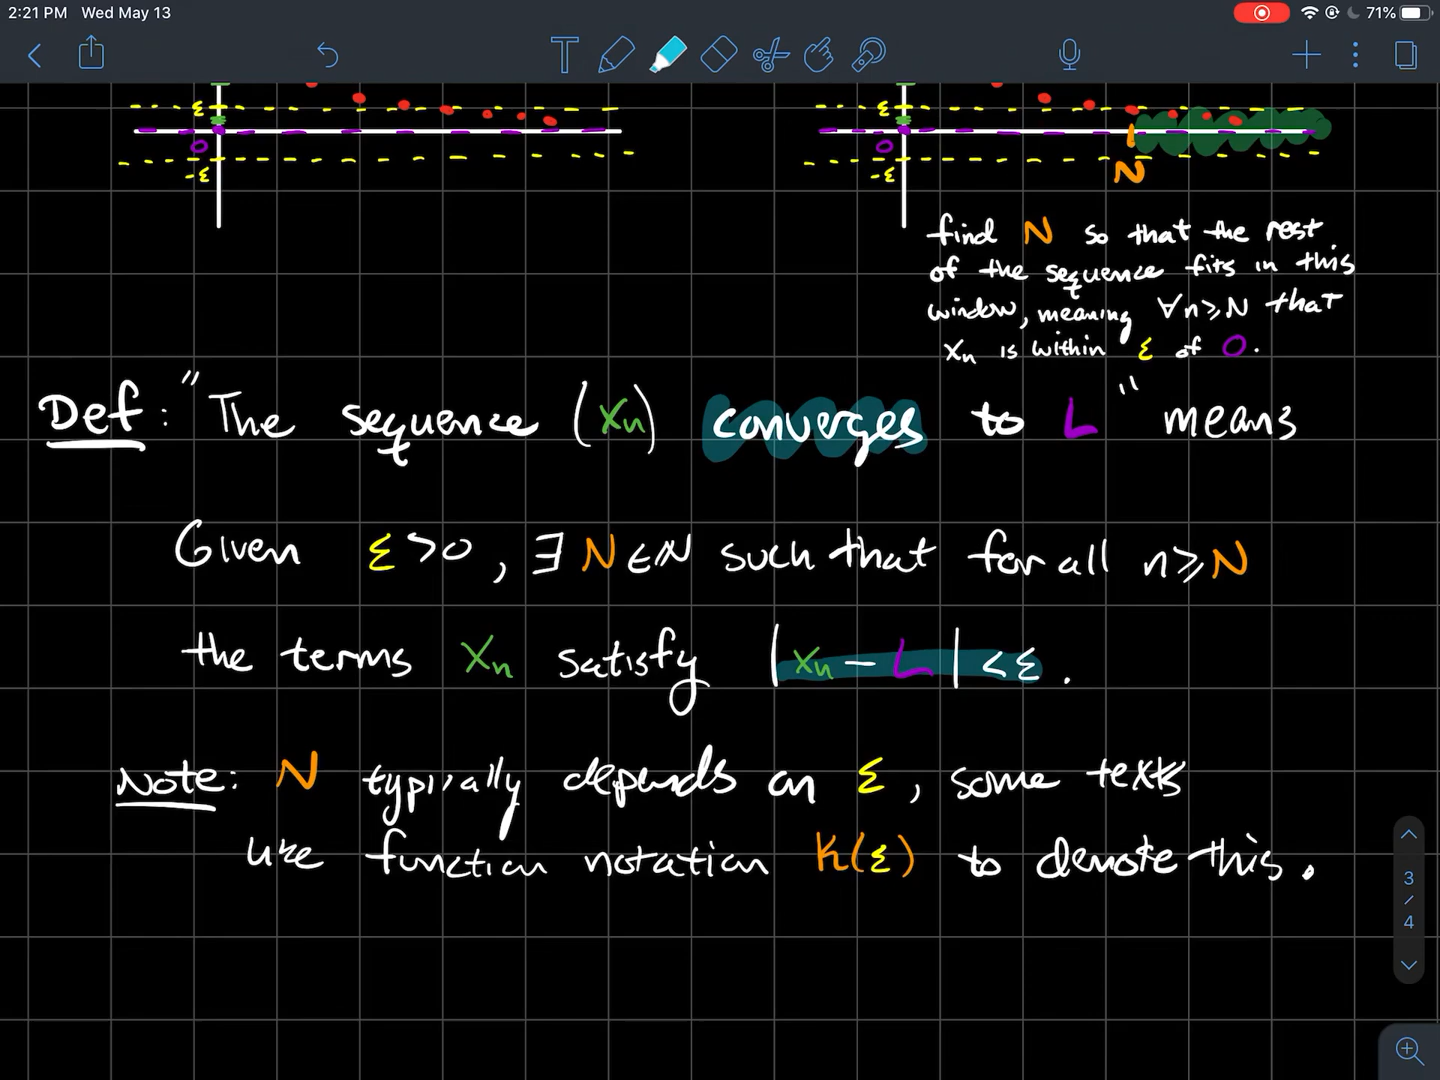 2:21 PM Wed May 13
71%
ε
0
-ε
ε
0
-ε
N
find N so that the rest
of the sequence fits in this
window, meaning ∀n≥N that
xn is within ε of 0.
Def: "The sequence (xn) converges to L" means
Given ε>0, ∃ N∈ℕ such that for all n≥N
the terms xn satisfy |xn - L| <ε.
Note: N typically depends on ε, some texts
use function notation K(ε) to denote this.
3
/
4